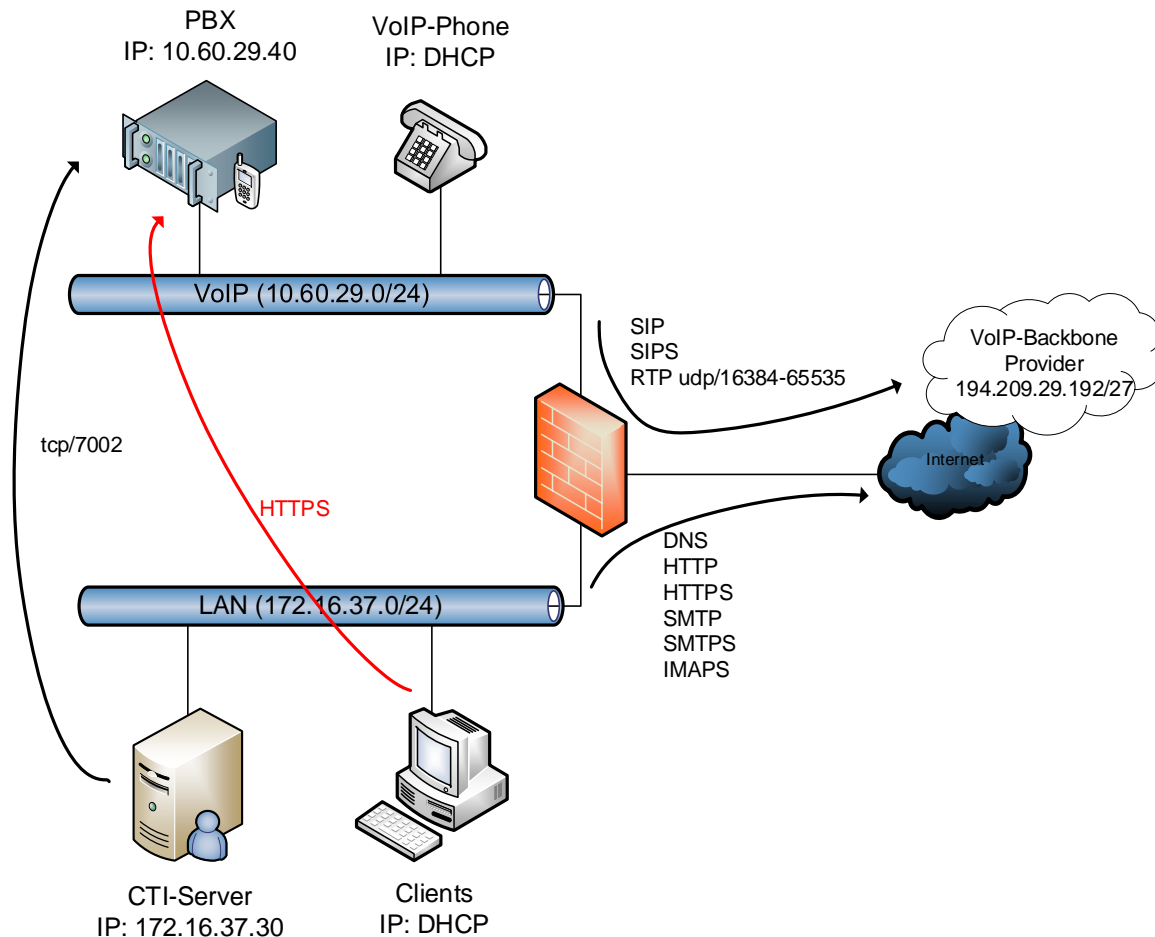 PBX
IP: 10.60.29.40
VoIP-Phone
IP: DHCP
VoIP (10.60.29.0/24)
SIP
SIPS
RTP udp/16384-65535
VoIP-Backbone
Provider
194.209.29.192/27
Internet
tcp/7002
HTTPS
DNS
HTTP
HTTPS
SMTP
SMTPS
IMAPS
LAN (172.16.37.0/24)
CTI-Server
IP: 172.16.37.30
Clients
IP: DHCP